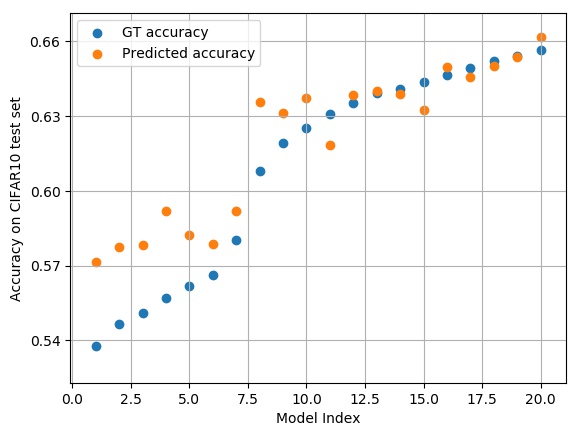 GT accuracy
Predicted accuracy
Accuracy on CIFAR10 test set
0.66
0.63
0.60
0.57
0.54
0.0 2.5 5.0 7.5 10.0 12.5 15.0 17.5 20.0
Model Index